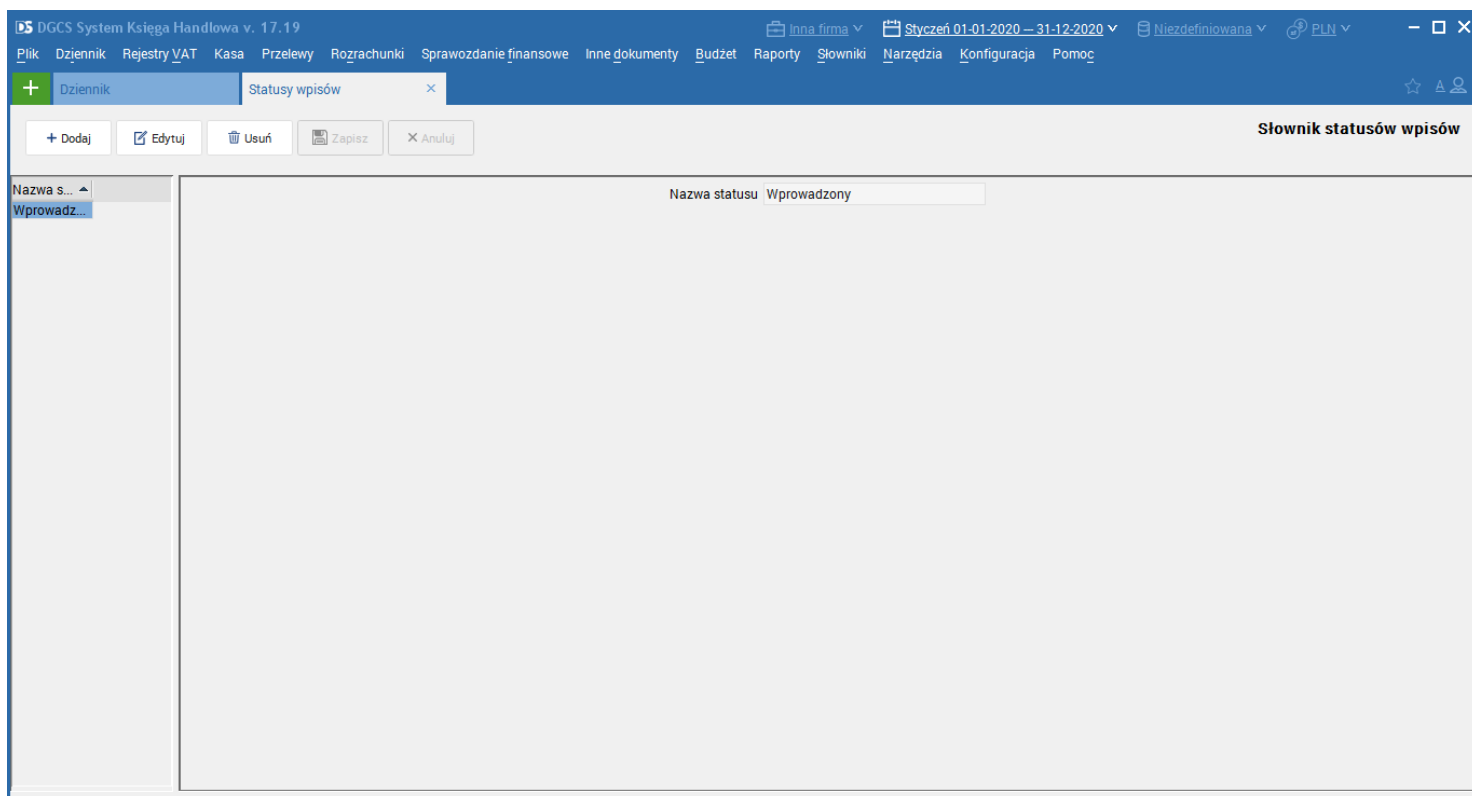 DS DGCS System Księga Handlowa v. 17.19 Inna firma Styczeń 01-01-2020 — 31-12-2020 Niezdefiniowana PLN
Plik Dziennik Rejestry VAT Kasa Przelewy Rozrachunki Sprawozdanie finansowe Inne dokumenty Budżet Raporty Słowniki Narzędzia Konfiguracja Pomoc
+ Dziennik Statusy wpisów × A
+ Dodaj Edytuj Usuń Zapisz × Anuluj Słownik statusów wpisów
Nazwa s... Nazwa statusu Wprowadzony
Wprowadz...